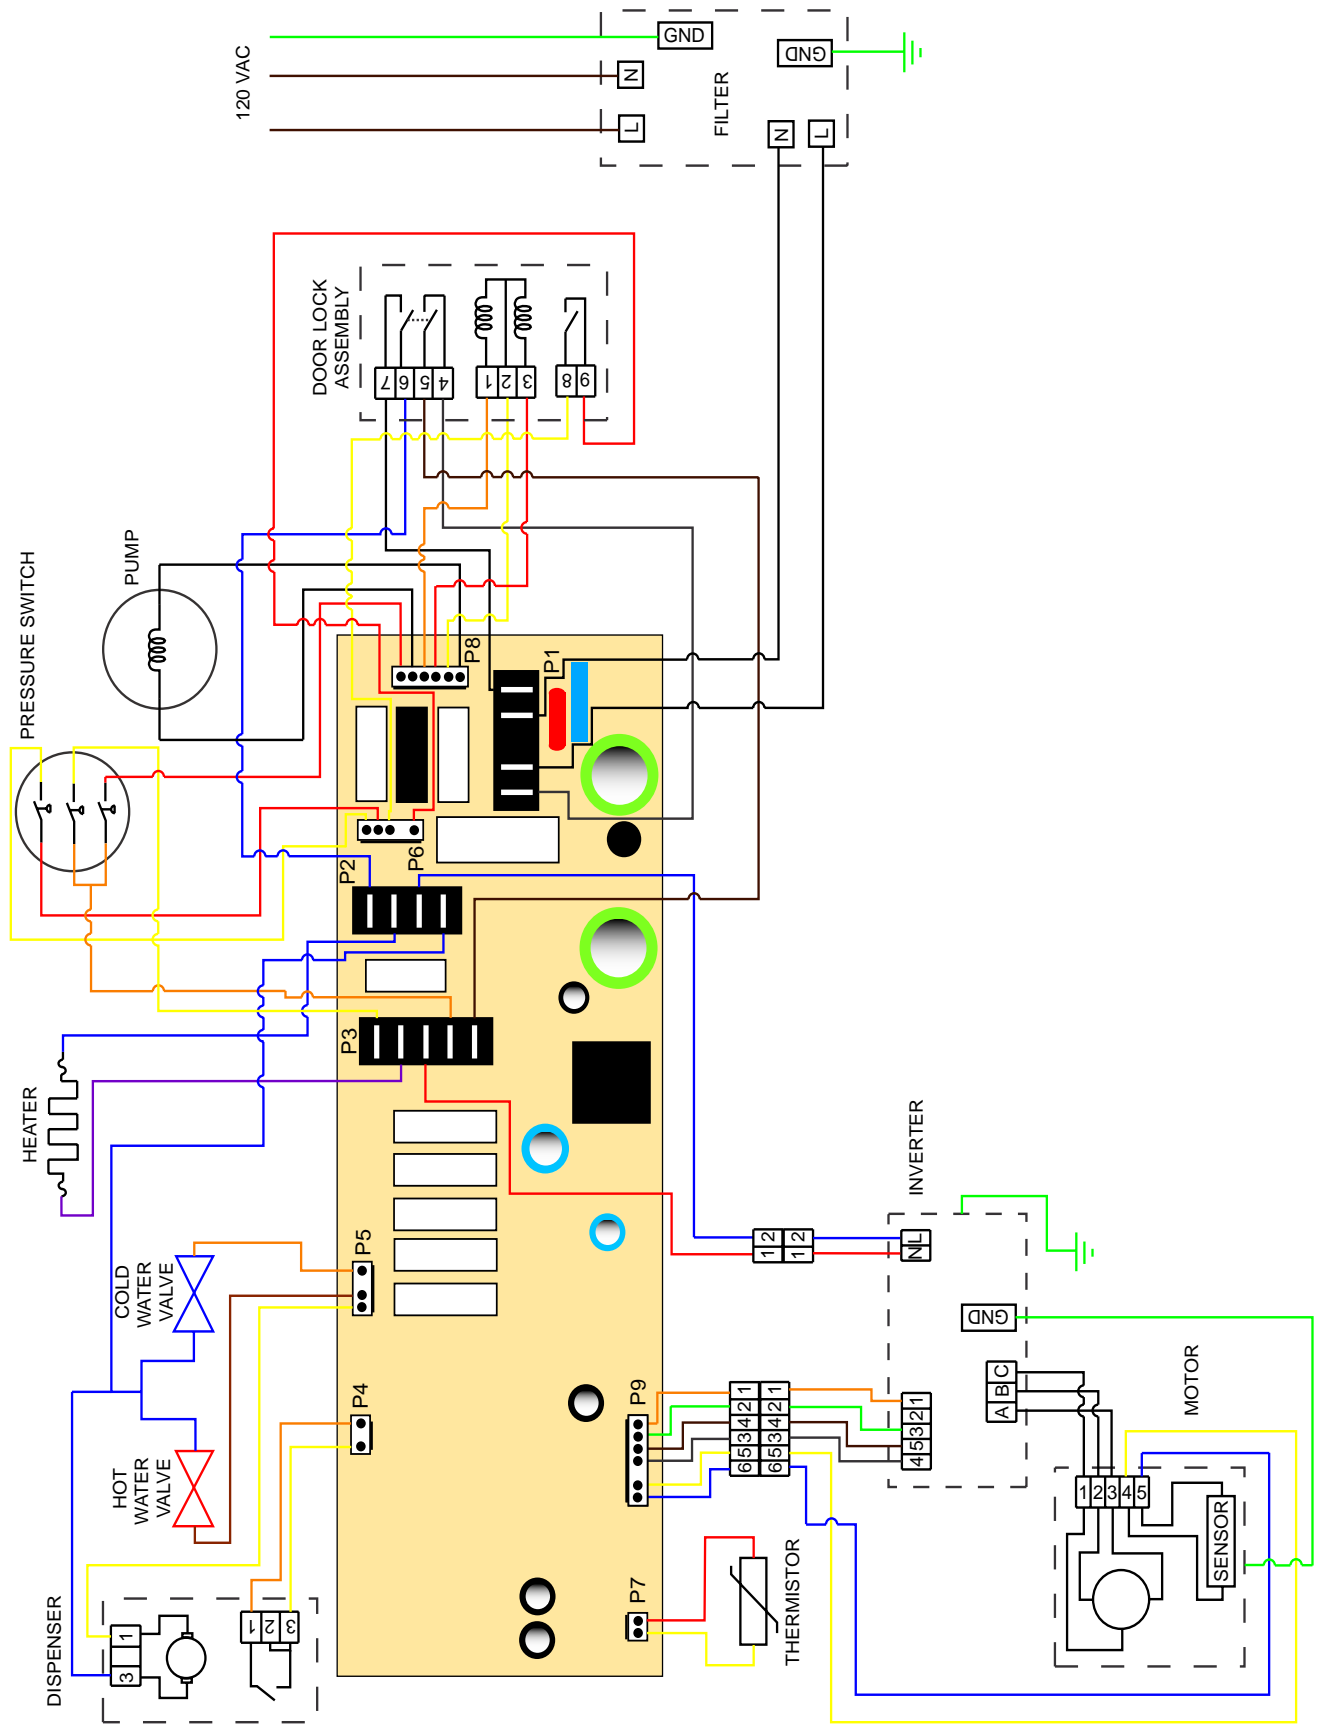 120 VAC
GND
N
L
FILTER
GND
N
L
DOOR LOCK
ASSEMBLY
7 6 5 4
1 2 3
8 9
PUMP
PRESSURE SWITCH
P8
P1
P6
P2
P3
HEATER
COLD
WATER
VALVE
P5
HOT
WATER
VALVE
P4
DISPENSER
1
3
1 2 3
P9
1 2 4 3 5 6
1 2 4 3 5 6
P7
THERMISTOR
INVERTER
1 2
1 2
N L
GND
A B C
1 2 3 5 4
MOTOR
1 2 3 4 5
SENSOR